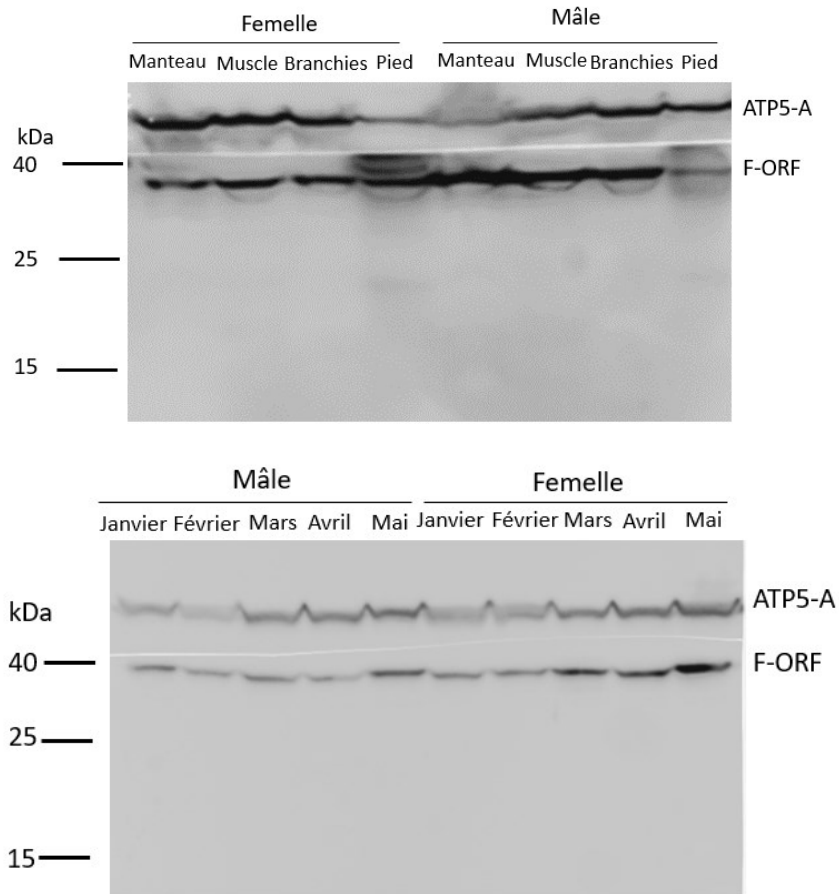 Femelle Mâle
Manteau Muscle Branchies Pied Manteau Muscle Branchies Pied
ATP5-A
kDa
40
F-ORF
25
15
Mâle Femelle
Janvier Février Mars Avril Mai Janvier Février Mars Avril Mai
ATP5-A
kDa
40 F-ORF
25
15